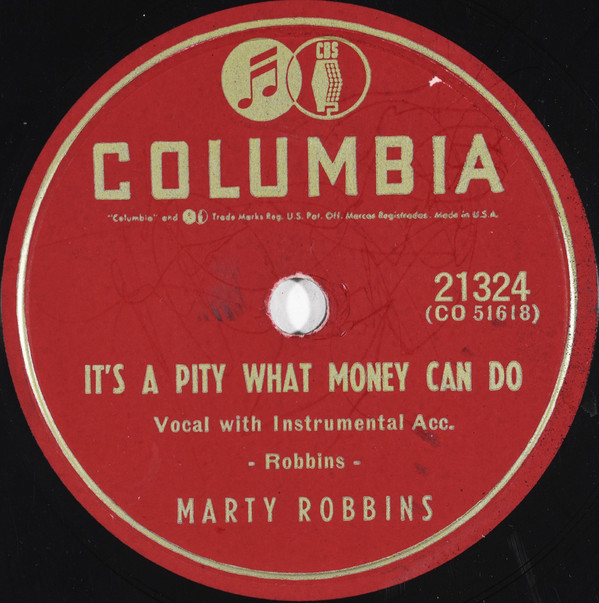 CBS
COLUMBIA
"Columbia" and Trade Marks Reg. U.S. Pat. Off. Marcas Registradas. Made in U.S.A.
21324
(CO 51618)
IT'S A PITY WHAT MONEY CAN DO
Vocal with Instrumental Acc.
- Robbins -
MARTY ROBBINS